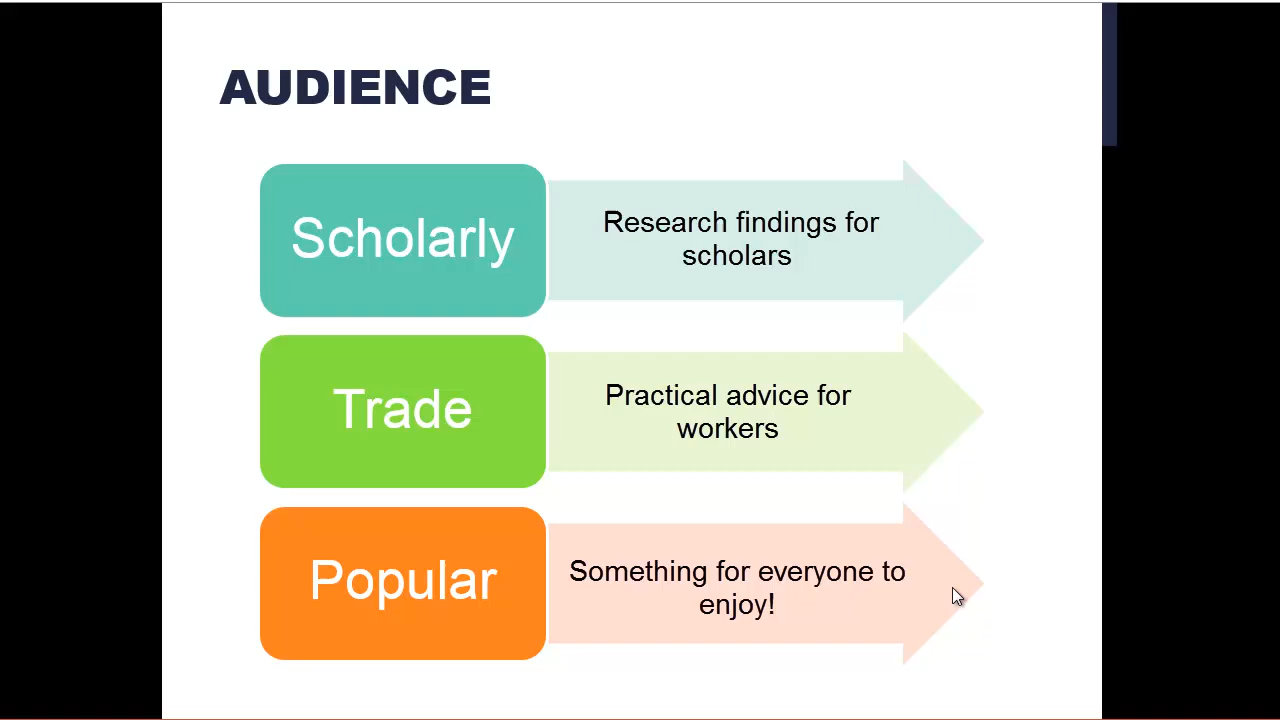 AUDIENCE
Scholarly
Research findings for
scholars
Trade
Practical advice for
workers
Popular
Something for everyone to
enjoy!